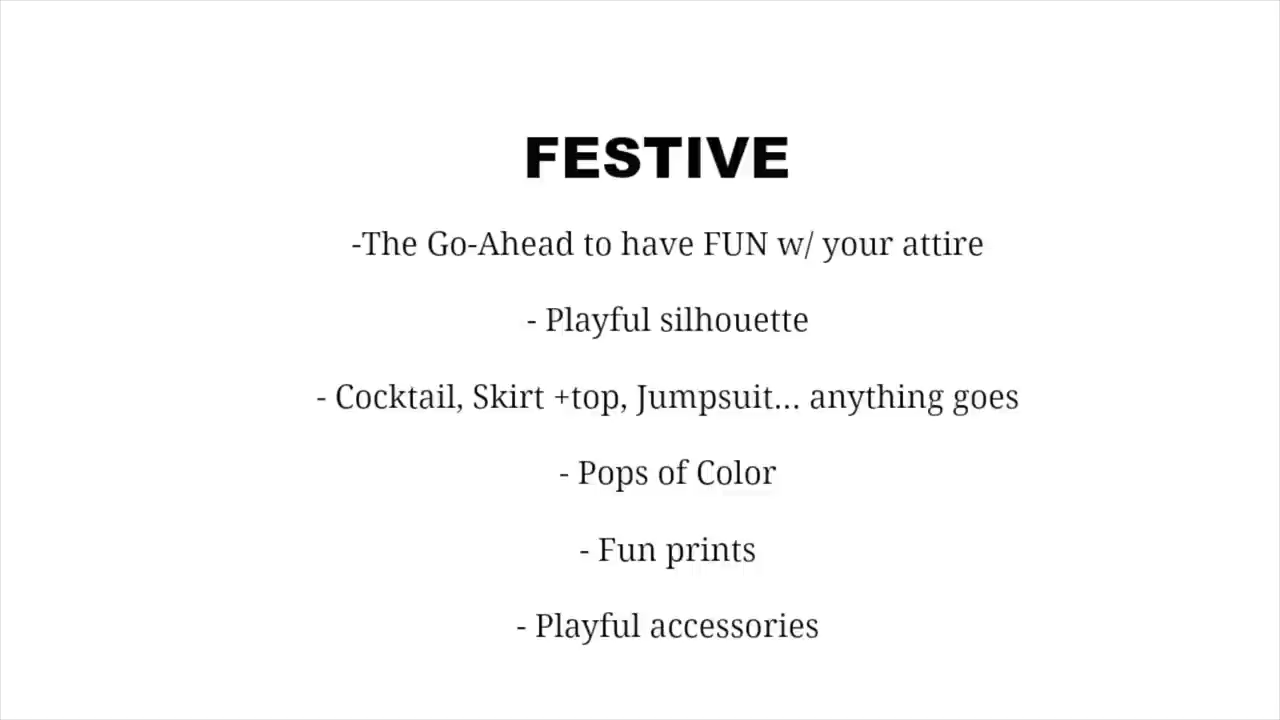 FESTIVE
-The Go-Ahead to have FUN w/ your attire
- Playful silhouette
- Cocktail, Skirt +top, Jumpsuit... anything goes
- Pops of Color
- Fun prints
- Playful accessories